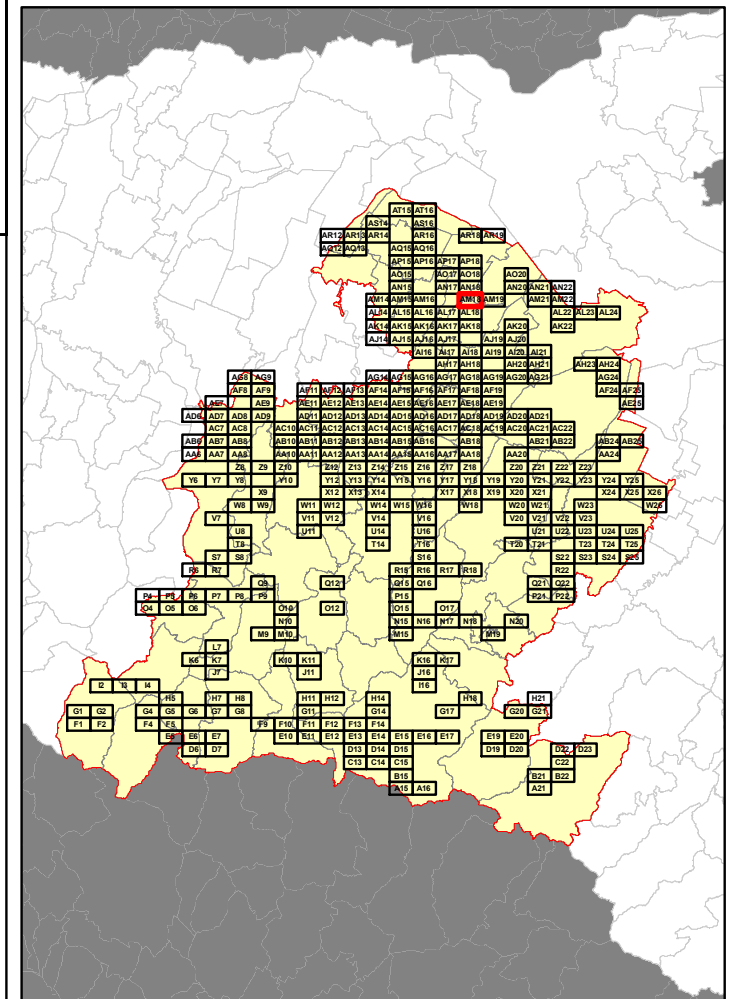 AT15 AT16
AS14 AS16
AR12 AR13 AR14 AR16 AR18 AR19
AQ12 AQ13 AQ15 AQ16
AP15 AP16 AP17 AP18
AO15 AO17 AO18 AO20
AN15 AN17 AN18 AN20 AN21 AN22
AM14 AM15 AM16 AM18 AM19 AM21 AM22
AL14 AL15 AL16 AL17 AL18 AL22 AL23 AL24
AK14 AK15 AK16 AK17 AK18 AK20 AK22
AJ14 AJ15 AJ16 AJ17 AJ19 AJ20
AI16 AI17 AI18 AI19 AI20 AI21
AH17 AH18 AH20 AH21 AH23 AH24
AG8 AG9 AG14 AG15 AG16 AG17 AG18 AG19 AG20 AG21 AG24
AF8 AF9 AF11 AF12 AF13 AF14 AF15 AF16 AF17 AF18 AF19 AF24 AF25
AE7 AE9 AE11 AE12 AE13 AE14 AE15 AE16 AE17 AE18 AE19 AE25
AD6 AD7 AD8 AD9 AD11 AD12 AD13 AD14 AD15 AD16 AD17 AD18 AD19 AD20 AD21
AC7 AC8 AC10 AC11 AC12 AC13 AC14 AC15 AC16 AC17 AC18 AC19 AC20 AC21 AC22
AB6 AB7 AB8 AB10 AB11 AB12 AB13 AB14 AB15 AB16 AB18 AB21 AB22 AB24 AB25
AA6 AA7 AA8 AA10 AA11 AA12 AA13 AA14 AA15 AA16 AA17 AA18 AA20 AA24
Z8 Z9 Z10 Z12 Z13 Z14 Z15 Z16 Z17 Z18 Z20 Z21 Z22 Z23
Y6 Y7 Y8 Y10 Y12 Y13 Y14 Y15 Y16 Y17 Y18 Y19 Y20 Y21 Y22 Y23 Y24 Y25
X9 X12 X13 X14 X17 X18 X19 X20 X21 X24 X25 X26
W8 W9 W11 W12 W14 W15 W16 W18 W20 W21 W23 W26
V7 V11 V12 V14 V16 V20 V21 V22 V23
U8 U11 U14 U16 U21 U22 U23 U24 U25
T8 T14 T16 T20 T21 T23 T24 T25
S7 S8 S16 S22 S23 S24 S25
R6 R7 R15 R16 R17 R18 R22
Q9 Q12 Q15 Q16 Q21 Q22
P4 P5 P6 P7 P8 P9 P15 P21 P22
O4 O5 O6 O10 O12 O15 O17
N10 N15 N16 N17 N18 N20
M9 M10 M15 M19
L7
K6 K7 K10 K11 K16 K17
J7 J11 J16
I2 I3 I4 I16
H5 H7 H8 H11 H12 H14 H18 H21
G1 G2 G4 G5 G6 G7 G8 G11 G14 G17 G20 G21
F1 F2 F4 F5 F9 F10 F11 F12 F13 F14
E5 E6 E7 E10 E11 E12 E13 E14 E15 E16 E17 E19 E20
D6 D7 D13 D14 D15 D19 D20 D22 D23
C13 C14 C15 C22
B15 B21 B22
A15 A16 A21